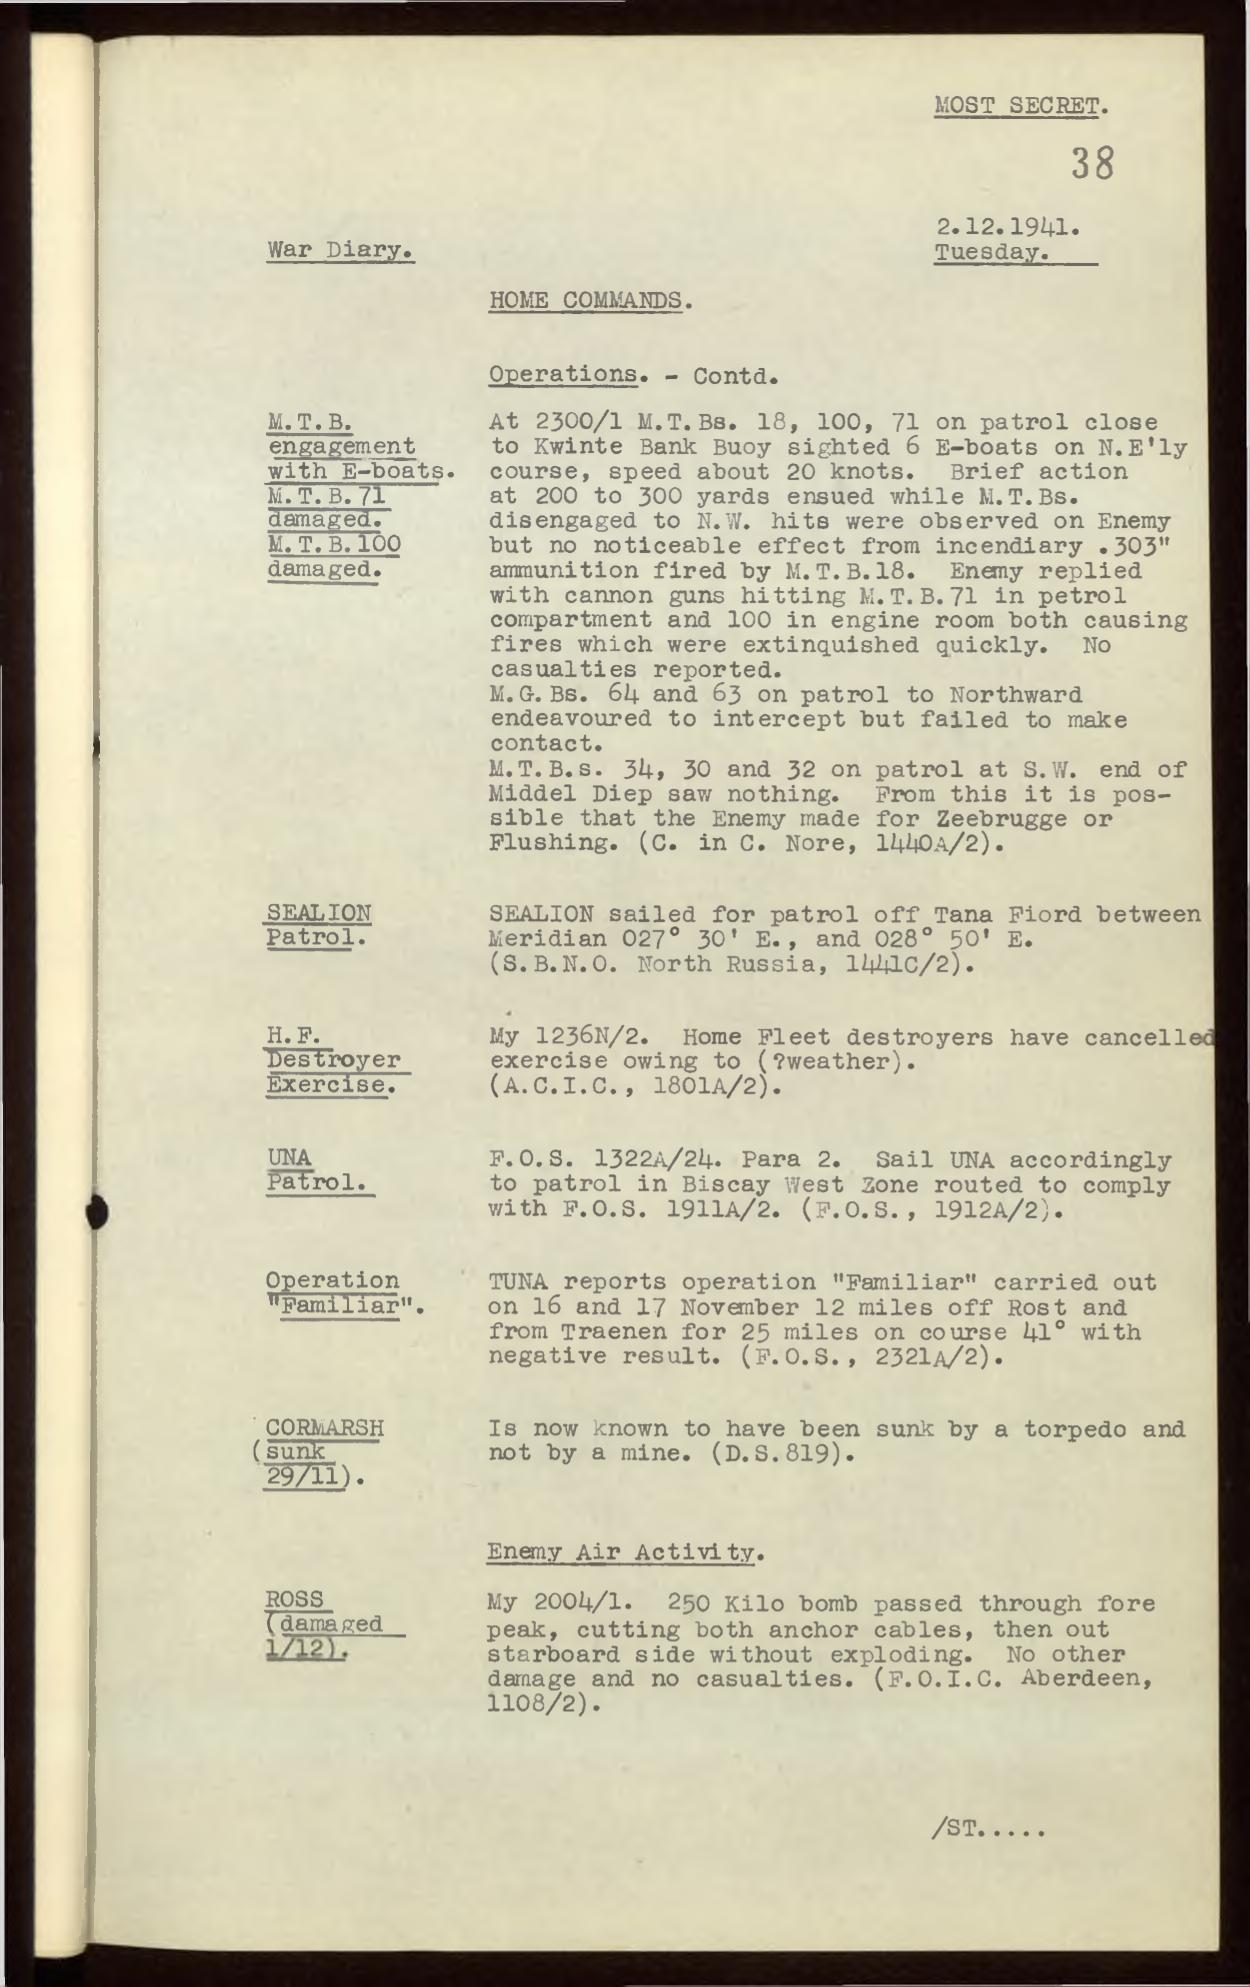 MOST SECRET.
38
2.12.1941.
War Diary.
Tuesday.
HOME COMMANDS.
Operations. - Contd.
M.T.B.
engagement
with E-boats.
M.T.B.71
damaged.
M.T.B.100
damaged.
At 2300/1 M.T.Bs. 18, 100, 71 on patrol close
to Kwinte Bank Buoy sighted 6 E-boats on N.E'ly
course, speed about 20 knots. Brief action
at 200 to 300 yards ensued while M.T.Bs.
disengaged to N.W. hits were observed on Enemy
but no noticeable effect from incendiary .303"
ammunition fired by M.T.B.18. Enemy replied
with cannon guns hitting M.T.B.71 in petrol
compartment and 100 in engine room both causing
fires which were extinquished quickly. No
casualties reported.
M.G.Bs. 64 and 63 on patrol to Northward
endeavoured to intercept but failed to make
contact.
M.T.B.s. 34, 30 and 32 on patrol at S.W. end of
Middel Diep saw nothing. From this it is pos-
sible that the Enemy made for Zeebrugge or
Flushing. (C. in C. Nore, 1440A/2).
SEALION
Patrol.
SEALION sailed for patrol off Tana Fiord between
Meridian 027° 30' E., and 028° 50' E.
(S.B.N.O. North Russia, 1441C/2).
H.F.
Destroyer
Exercise.
My 1236N/2. Home Fleet destroyers have cancelled
exercise owing to (?weather).
(A.C.I.C., 1801A/2).
UNA
Patrol.
F.O.S. 1322A/24. Para 2. Sail UNA accordingly
to patrol in Biscay West Zone routed to comply
with F.O.S. 1911A/2. (F.O.S., 1912A/2).
Operation
"Familiar".
TUNA reports operation "Familiar" carried out
on 16 and 17 November 12 miles off Rost and
from Traenen for 25 miles on course 41° with
negative result. (F.O.S., 2321A/2).
CORMARSH
(sunk
29/11).
Is now known to have been sunk by a torpedo and
not by a mine. (D.S.819).
Enemy Air Activity.
ROSS
(damaged
1/12).
My 2004/1. 250 Kilo bomb passed through fore
peak, cutting both anchor cables, then out
starboard side without exploding. No other
damage and no casualties. (F.O.I.C. Aberdeen,
1108/2).
/ST.....